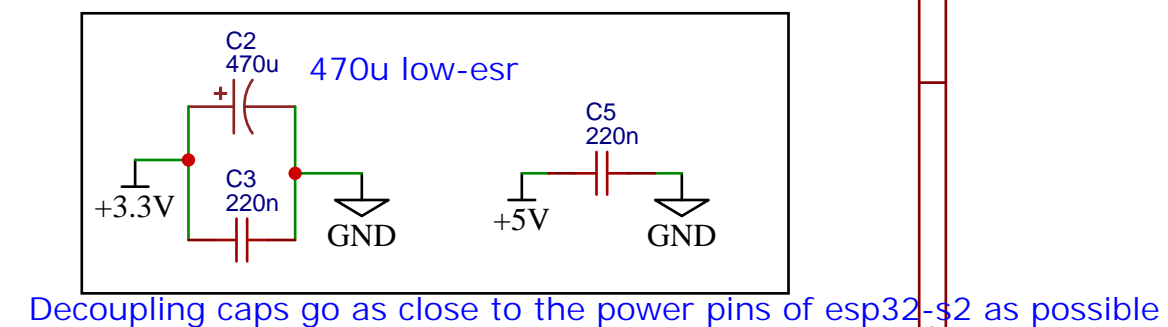 C2
470u
470u low-esr
C5
220n
C3
220n
+3.3V
GND
+5V
GND
Decoupling caps go as close to the power pins of esp32-s2 as possible